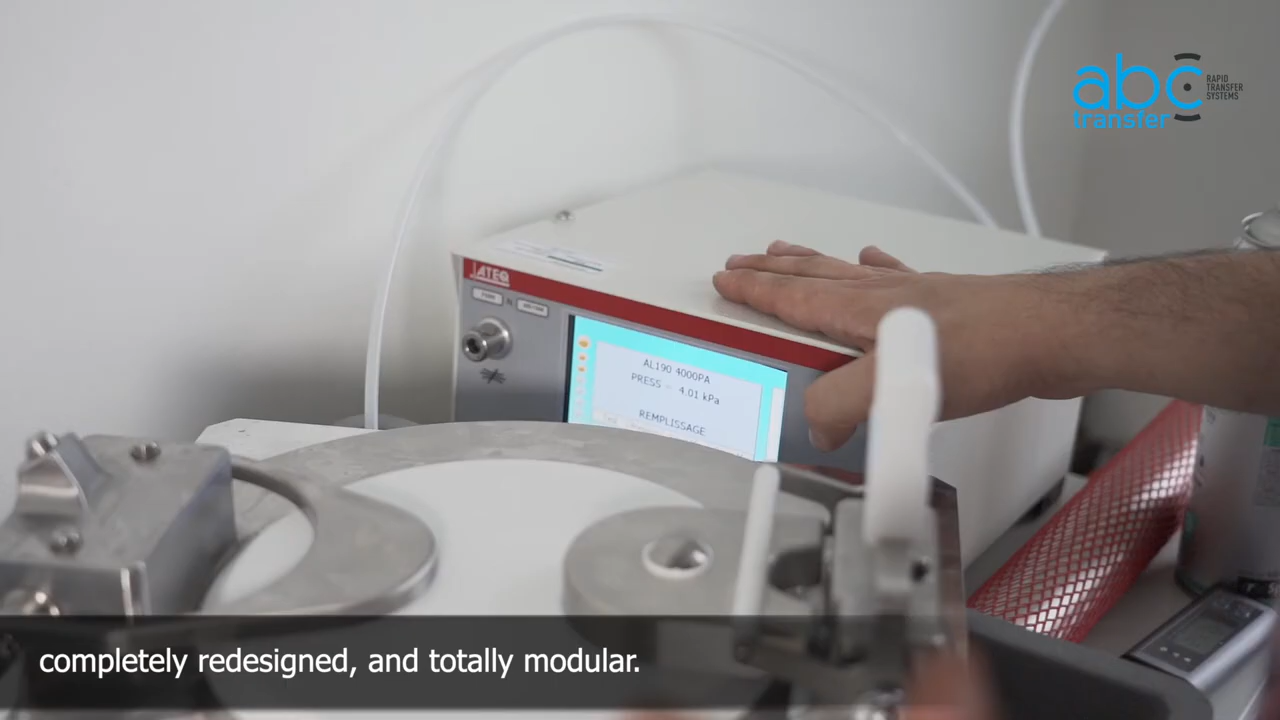 abc
transfer
RAPID
TRANSFER
SYSTEMS
ATEQ
AL190 4000PA
PRESS - 4.01 kPa
REMPLISSAGE
completely redesigned, and totally modular.